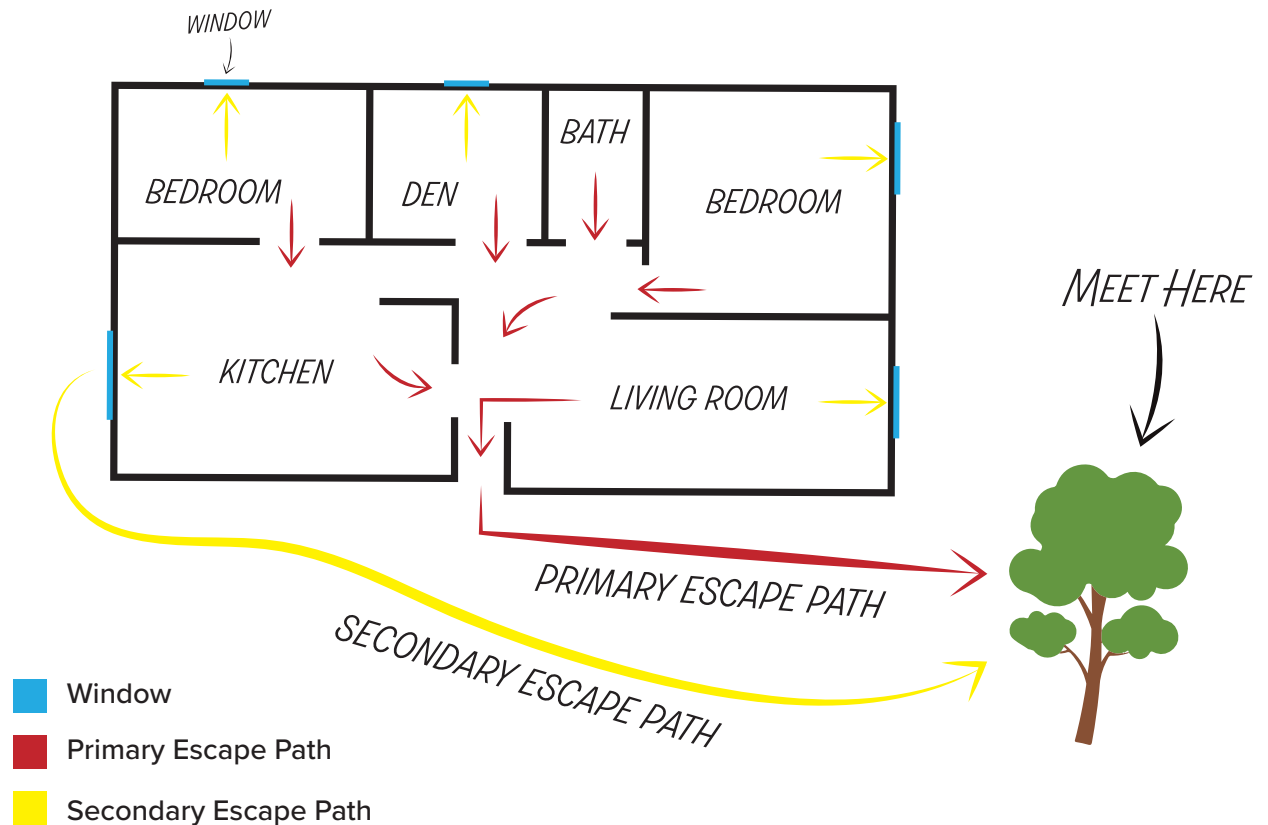 WINDOW
BATH
BEDROOM
DEN
BEDROOM
MEET HERE
KITCHEN
LIVING ROOM
PRIMARY ESCAPE PATH
SECONDARY ESCAPE PATH
Window
Primary Escape Path
Secondary Escape Path